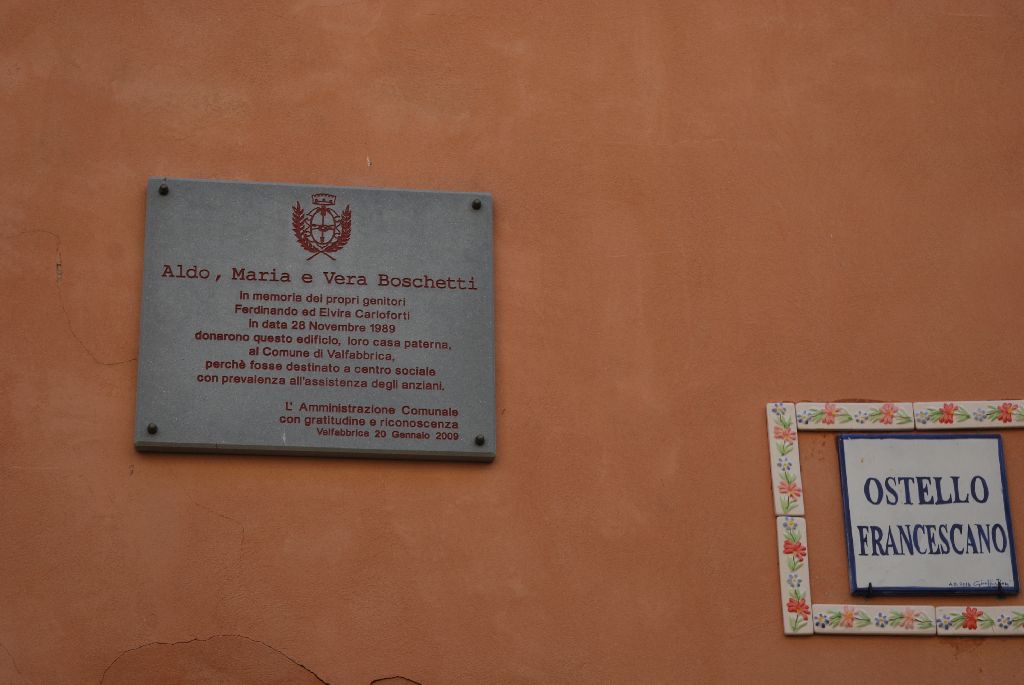 Aldo, Maria e Vera Boschetti
in memoria dei propri genitori
Ferdinando ed Elvira Carloforti
in data 28 Novembre 1989
donarono questo edificio, loro casa paterna,
al Comune di Valfabbrica,
perchè fosse destinato a centro sociale
con prevalenza all'assistenza degli anziani.
L' Amministrazione Comunale
con gratitudine e riconoscenza
Valfabbrica 20 Gennaio 2009
OSTELLO
FRANCESCANO